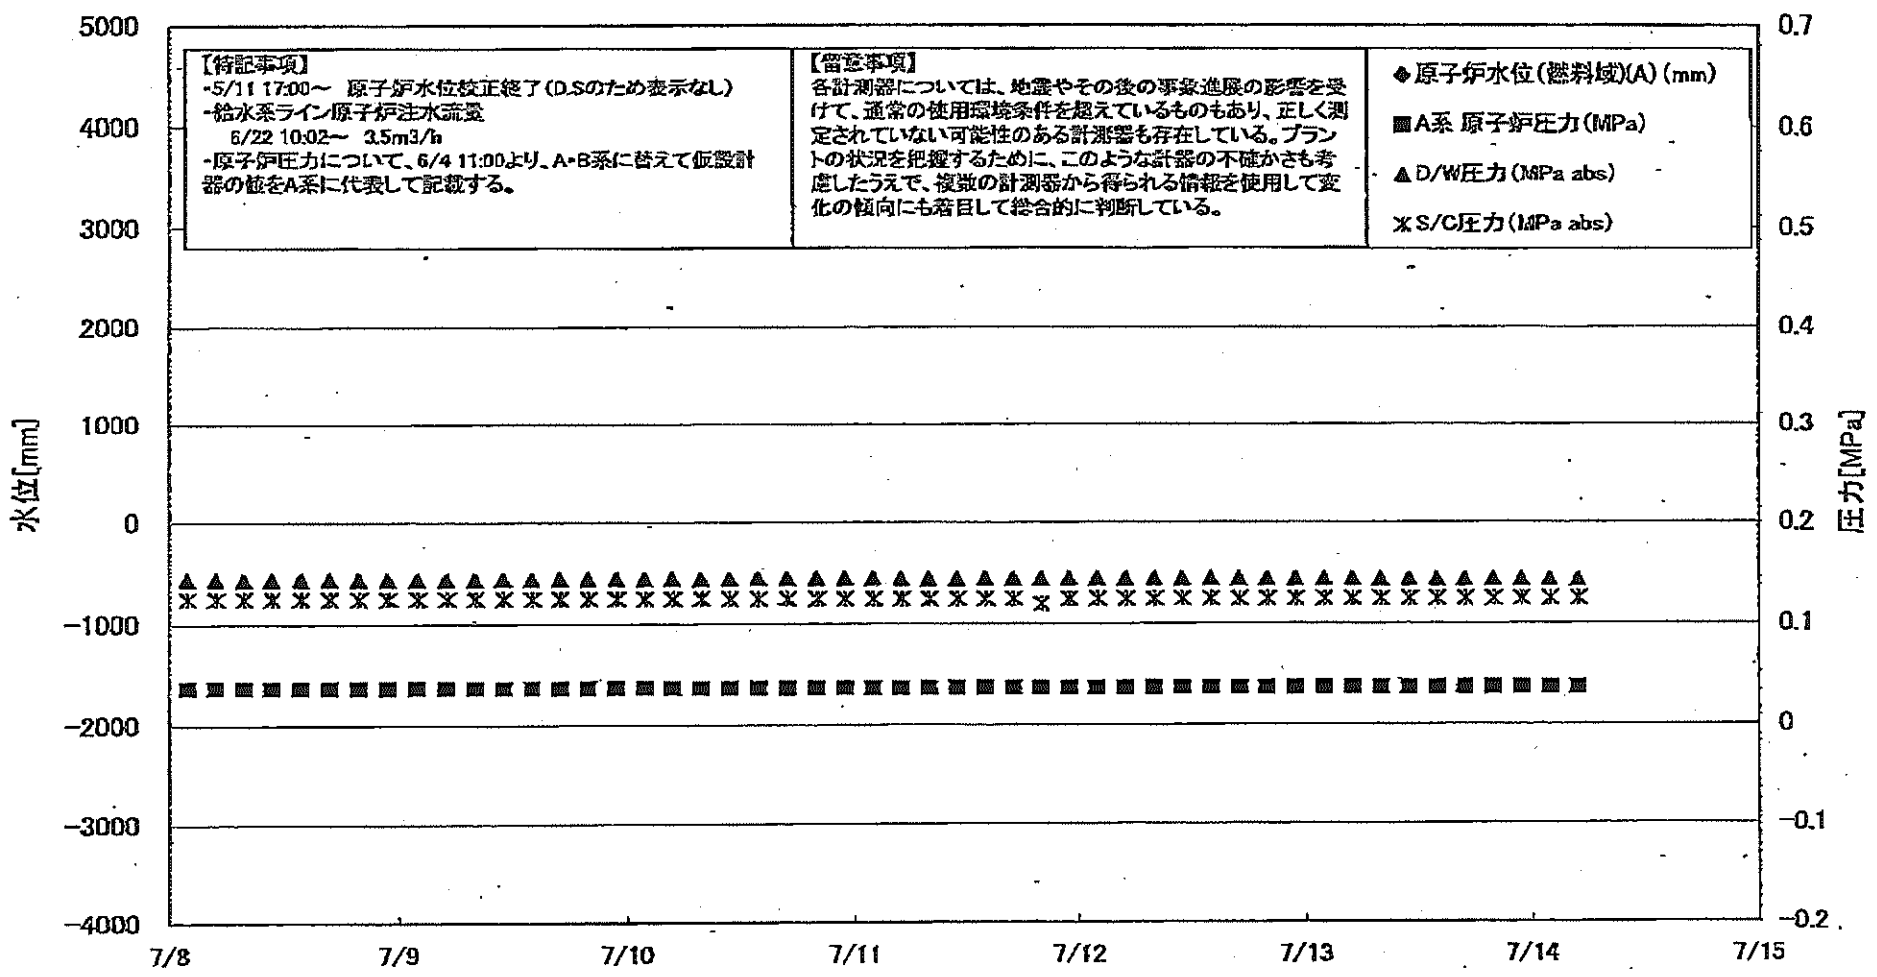 5000
4000
3000
2000
1000
0
-1000
-2000
-3000
-4000
水位[mm]
【特記事項】
・5/11 17:00～ 原子炉水位校正終了(D.Sのため表示なし)
・給水系ライン原子炉注水流量
6/22 10:02～ 3.5m3/h
・原子炉圧力について、6/4 11:00より、A・B系に替えて仮設計
器の値をA系に代表して記載する。
【留意事項】
各計測器については、地震やその後の事象進展の影響を受
けて、通常の使用環境条件を超えているものもあり、正しく測
定されていない可能性のある計測器も存在している。プラン
トの状況を把握するために、このような計器の不確かさも考
慮したうえで、複数の計測器から得られる情報を使用して変
化の傾向にも着目して総合的に判断している。
◆原子炉水位(燃料域)(A)(mm)
■A系 原子炉圧力(MPa)
▲D/W圧力(MPa abs)
S/C圧力(MPa abs)
0.7
0.6
0.5
0.4
0.3
0.2
0.1
0
-0.1
-0.2
圧力[MPa]
7/8 7/9 7/10 7/11 7/12 7/13 7/14 7/15